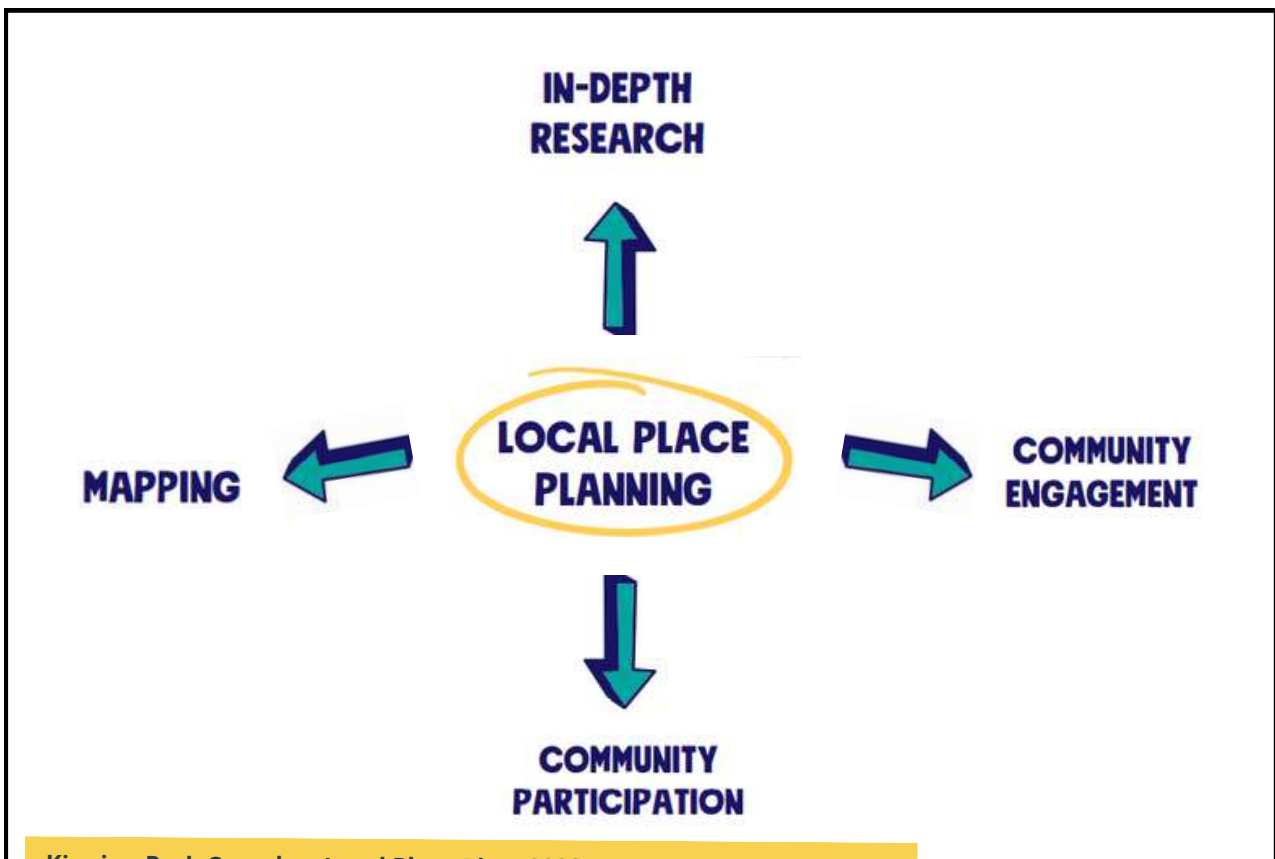 IN-DEPTH
RESEARCH
LOCAL PLACE
PLANNING
MAPPING
COMMUNITY
ENGAGEMENT
COMMUNITY
PARTICIPATION